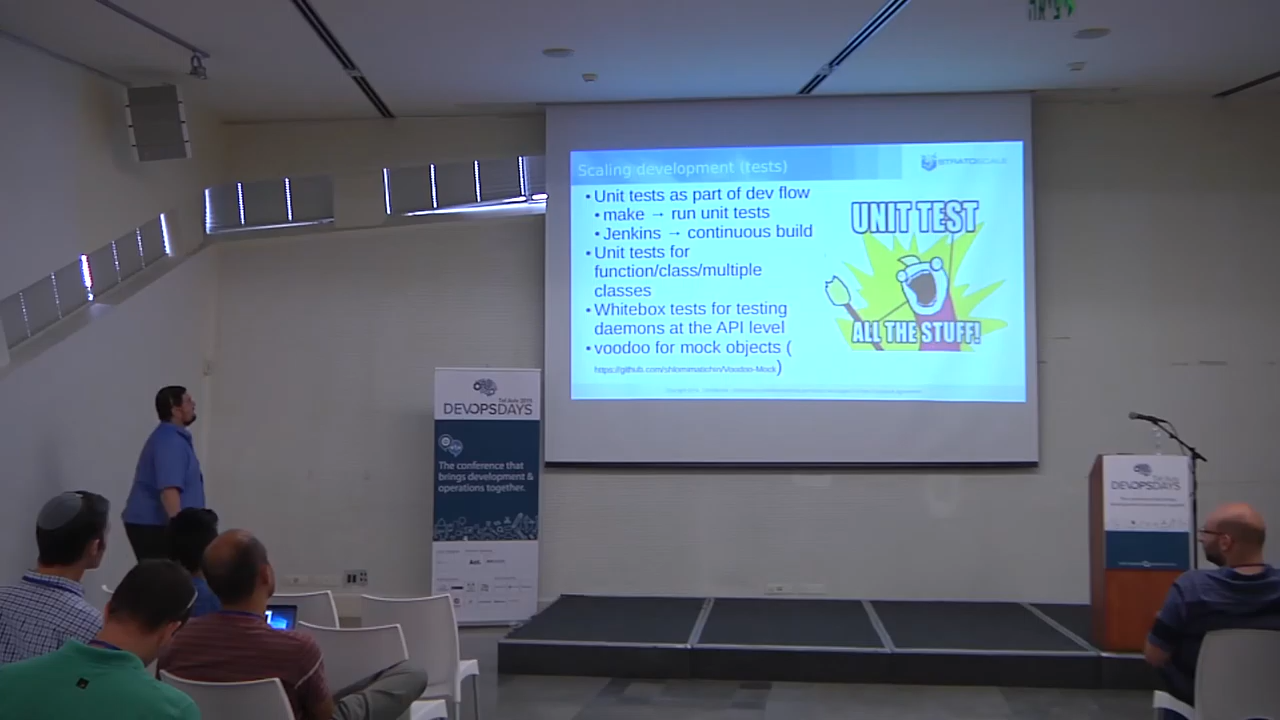 Scaling development (tests)
STRATOSCALE
• Unit tests as part of dev flow
• make → run unit tests
• Jenkins → continuous build
• Unit tests for
function/class/multiple
classes
• Whitebox tests for testing
daemons at the API level
• voodoo for mock objects (
https://github.com/shlomimatichin/Voodoo-Mock)
UNIT TEST
ALL THE STUFF!
Tel Aviv 2015
DEVOPSDAYS
The conference that
brings development &
operations together.
DEVOPSDAYS